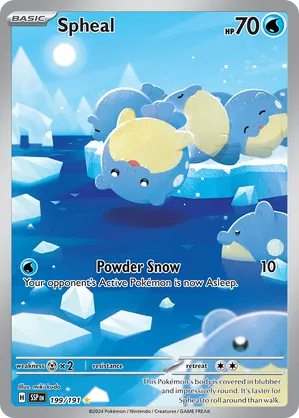 BASIC
Spheal
HP 70
Powder Snow 10
Your opponent's Active Pokémon is now Asleep.
weakness ×2 resistance retreat
Illus. miki kudo
H SSP EN 199/191
This Pokémon's body is covered in blubber
and impressively round. It's faster for
Spheal to roll around than walk.
©2024 Pokémon / Nintendo / Creatures / GAME FREAK